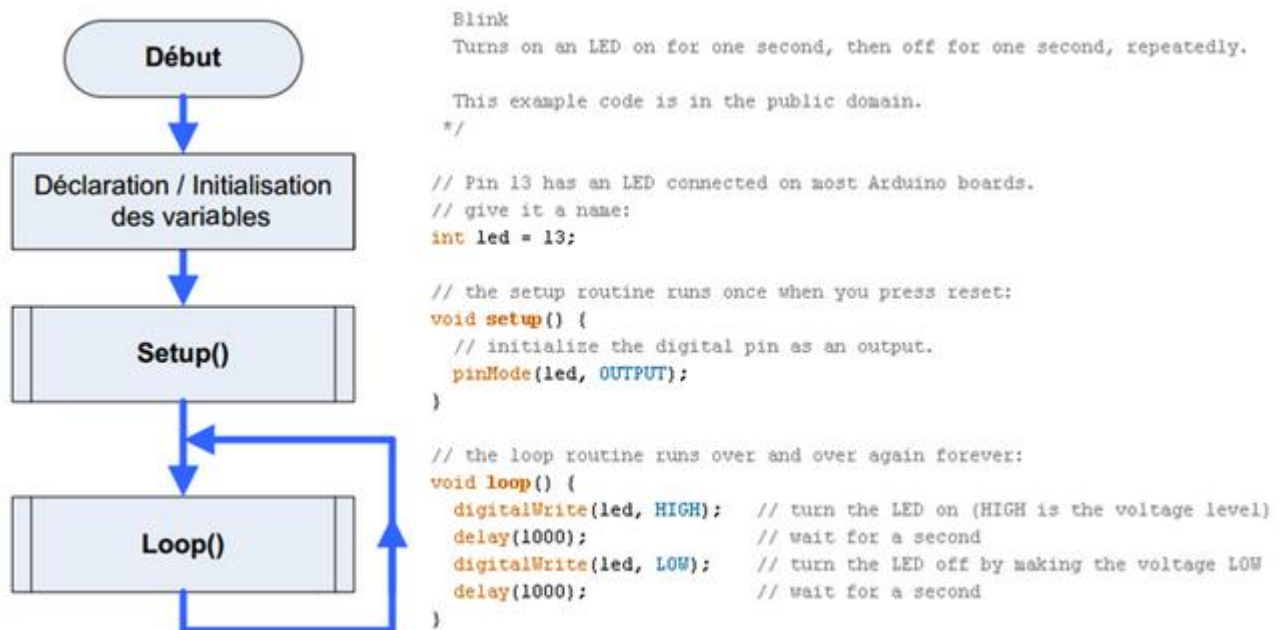 Début
Déclaration / Initialisation
des variables
Setup()
Loop()
Blink
Turns on an LED on for one second, then off for one second, repeatedly.
This example code is in the public domain.
*/
// Pin 13 has an LED connected on most Arduino boards.
// give it a name:
int led = 13;
// the setup routine runs once when you press reset:
void setup() {
// initialize the digital pin as an output.
pinMode(led, OUTPUT);
}
// the loop routine runs over and over again forever:
void loop() {
digitalWrite(led, HIGH);   // turn the LED on (HIGH is the voltage level)
delay(1000);               // wait for a second
digitalWrite(led, LOW);    // turn the LED off by making the voltage LOW
delay(1000);               // wait for a second
}